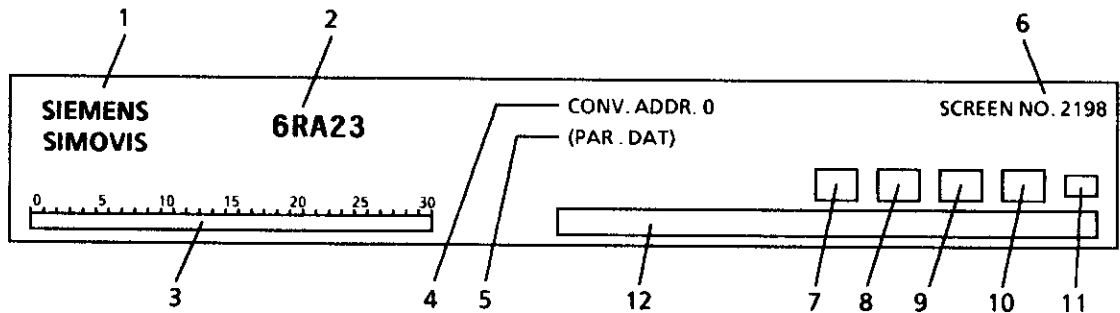 1 2 6
SIEMENS
SIMOVIS
6RA23
CONV. ADDR. 0
(PAR . DAT)
SCREEN NO. 2198
0 5 10 15 20 25 30
3 4 5 12 7 8 9 10 11